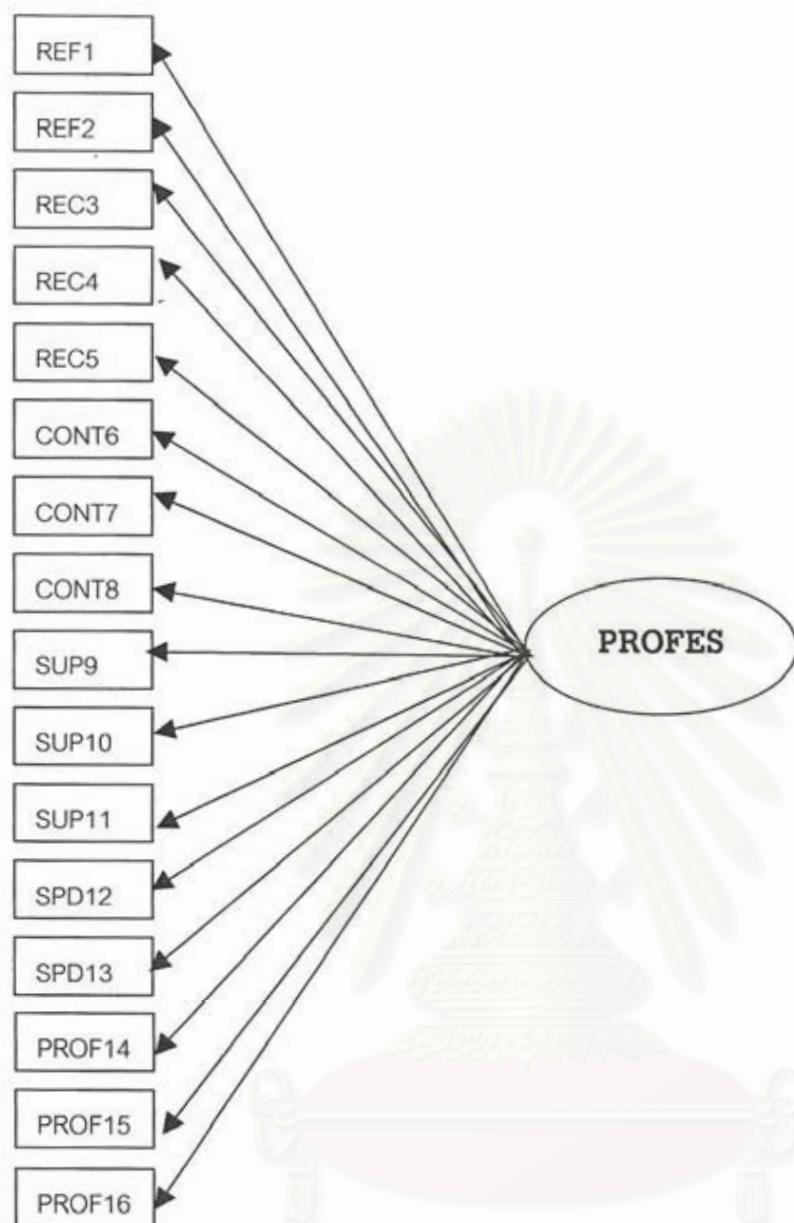 REF1
REF2
REC3
REC4
REC5
CONT6
CONT7
CONT8
SUP9
PROFES
SUP10
SUP11
SPD12
SPD13
PROF14
PROF15
PROF16